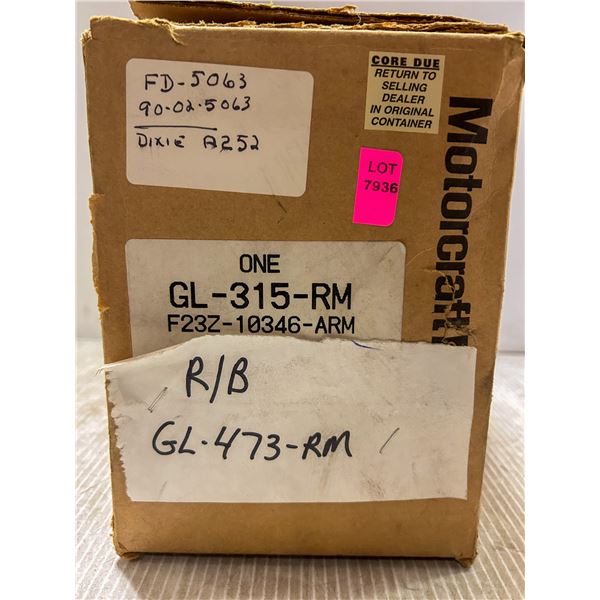 FD-5063
90-02-5063
DIXIE A252
CORE DUE
RETURN TO
SELLING
DEALER
IN ORIGINAL
CONTAINER
Motorcraft
LOT
7936
ONE
GL-315-RM
F23Z-10346-ARM
R/B
GL-473-RM